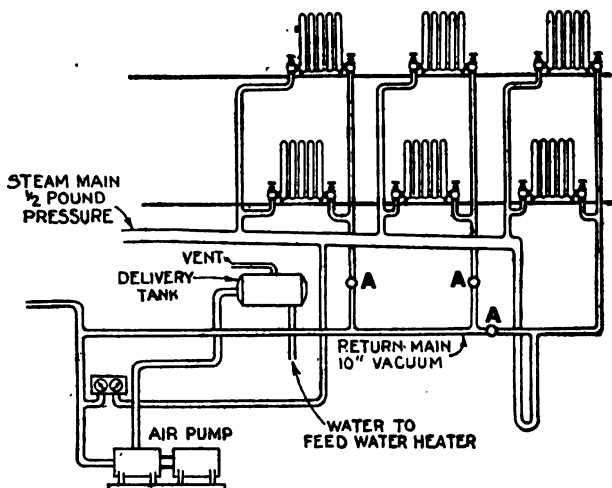 STEAM MAIN
½ POUND
PRESSURE
VENT
DELIVERY
TANK
A
A
A
RETURN MAIN
10" VACUUM
WATER TO
FEED WATER HEATER
AIR PUMP